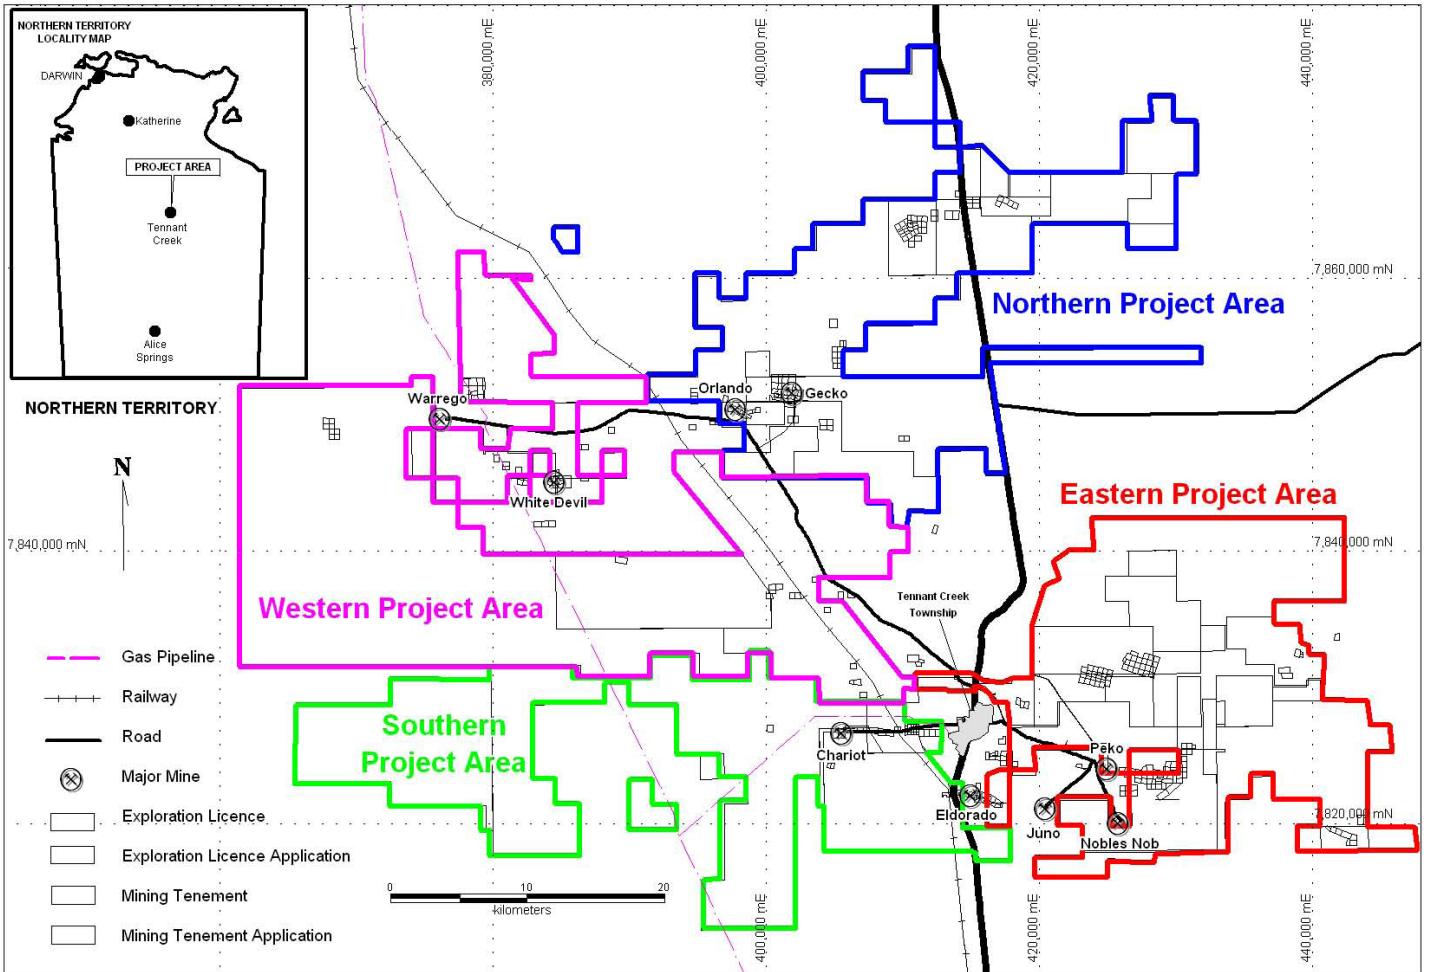 NORTHERN TERRITORY
LOCALITY MAP
DARWIN
Katherine
PROJECT AREA
Tennant
Creek
Alice
Springs
NORTHERN TERRITORY
N
380,000 mE
400,000 mE
420,000 mE
440,000 mE
7,860,000 mN
Northern Project Area
Orlando
Gecko
Warrego
White Devil
Eastern Project Area
7,840,000 mN
7,840,000 mN
Western Project Area
Tennant Creek
Township
Southern
Project Area
Chariot
Peko
Eldorado
Juno
Nobles Nob
7,820,000 mN
Gas Pipeline
Railway
Road
Major Mine
Exploration Licence
Exploration Licence Application
Mining Tenement
Mining Tenement Application
0
10
20
kilometers
400,000 mE
420,000 mE
440,000 mE